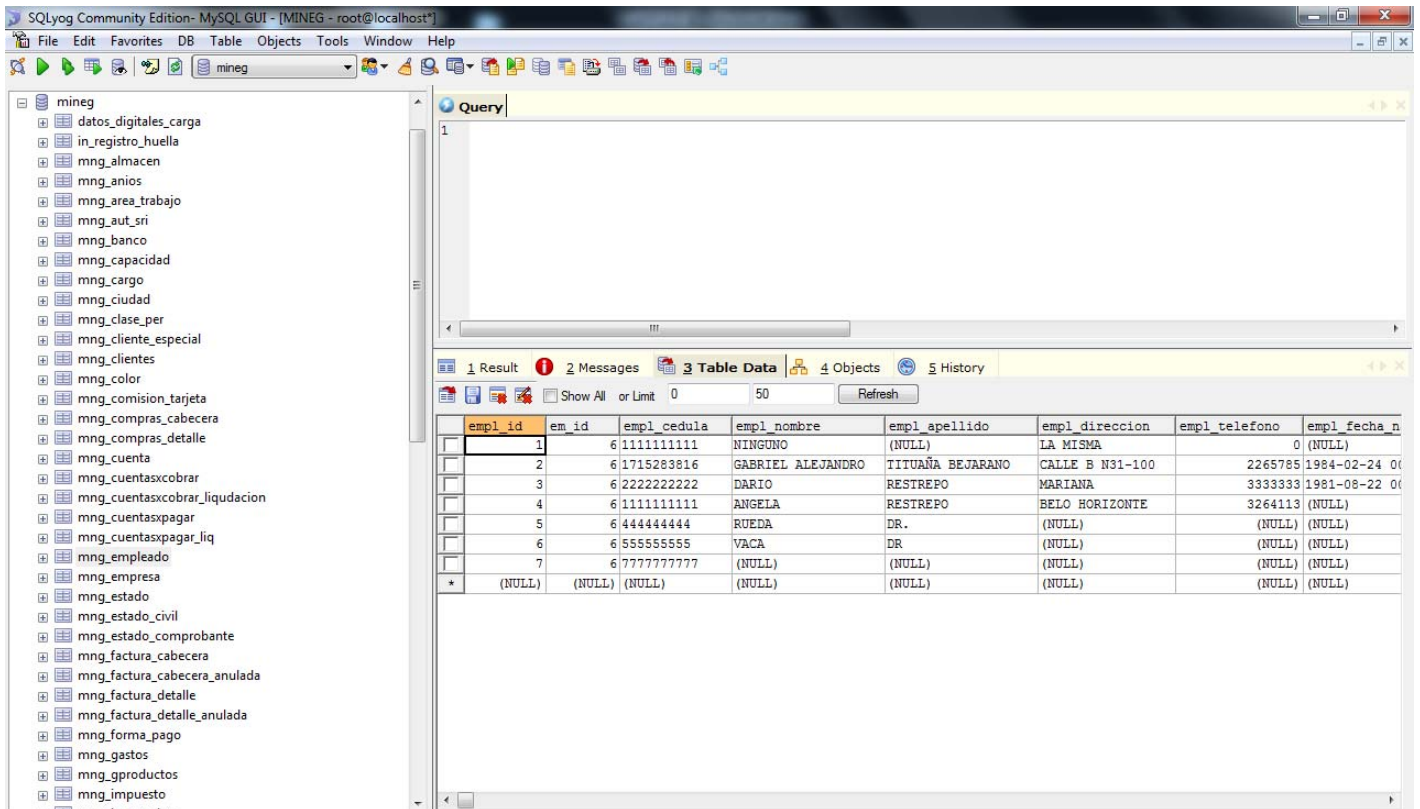 SQLyog Community Edition- MySQL GUI - [MINEG - root@localhost*]
File Edit Favorites DB Table Objects Tools Window Help
mineg
mineg
datos_digitales_carga
in_registro_huella
mng_almacen
mng_anios
mng_area_trabajo
mng_aut_sri
mng_banco
mng_capacidad
mng_cargo
mng_ciudad
mng_clase_per
mng_cliente_especial
mng_clientes
mng_color
mng_comision_tarjeta
mng_compras_cabecera
mng_compras_detalle
mng_cuenta
mng_cuentasxcobrar
mng_cuentasxcobrar_liqudacion
mng_cuentasxpagar
mng_cuentasxpagar_liq
mng_empleado
mng_empresa
mng_estado
mng_estado_civil
mng_estado_comprobante
mng_factura_cabecera
mng_factura_cabecera_anulada
mng_factura_detalle
mng_factura_detalle_anulada
mng_forma_pago
mng_gastos
mng_gproductos
mng_impuesto
Query
1
1 Result 2 Messages 3 Table Data 4 Objects 5 History
Show All or Limit 0 50 Refresh
empl_id em_id empl_cedula empl_nombre empl_apellido empl_direccion empl_telefono empl_fecha_n
1 6 1111111111 NINGUNO (NULL) LA MISMA 0 (NULL)
2 6 1715283816 GABRIEL ALEJANDRO TITUAÑA BEJARANO CALLE B N31-100 2265785 1984-02-24 00
3 6 2222222222 DARIO RESTREPO MARIANA 3333333 1981-08-22 00
4 6 1111111111 ANGELA RESTREPO BELO HORIZONTE 3264113 (NULL)
5 6 444444444 RUEDA DR. (NULL) (NULL) (NULL)
6 6 555555555 VACA DR (NULL) (NULL) (NULL)
7 6 7777777777 (NULL) (NULL) (NULL) (NULL) (NULL)
* (NULL) (NULL) (NULL) (NULL) (NULL) (NULL) (NULL) (NULL)